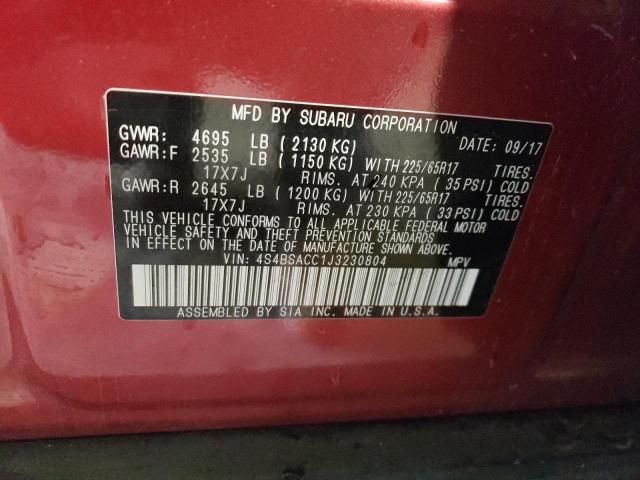 MFD BY SUBARU CORPORATION
GVWR: 4695 LB ( 2130 KG) DATE: 09/17
GAWR:F 2535 LB ( 1150 KG) WITH 225/65R17 TIRES.
17X7J RIMS. AT 240 KPA ( 35 PSI) COLD
GAWR:R 2645 LB ( 1200 KG) WITH 225/65R17 TIRES.
17X7J RIMS. AT 230 KPA ( 33 PSI) COLD
THIS VEHICLE CONFORMS TO ALL APPLICABLE FEDERAL MOTOR
VEHICLE SAFETY AND THEFT PREVENTION STANDARDS
IN EFFECT ON THE DATE OF MANUFACTURE SHOWN ABOVE.
VIN: 4S4BSACC1J3230804 MPV
ASSEMBLED BY SIA INC. MADE IN U.S.A.